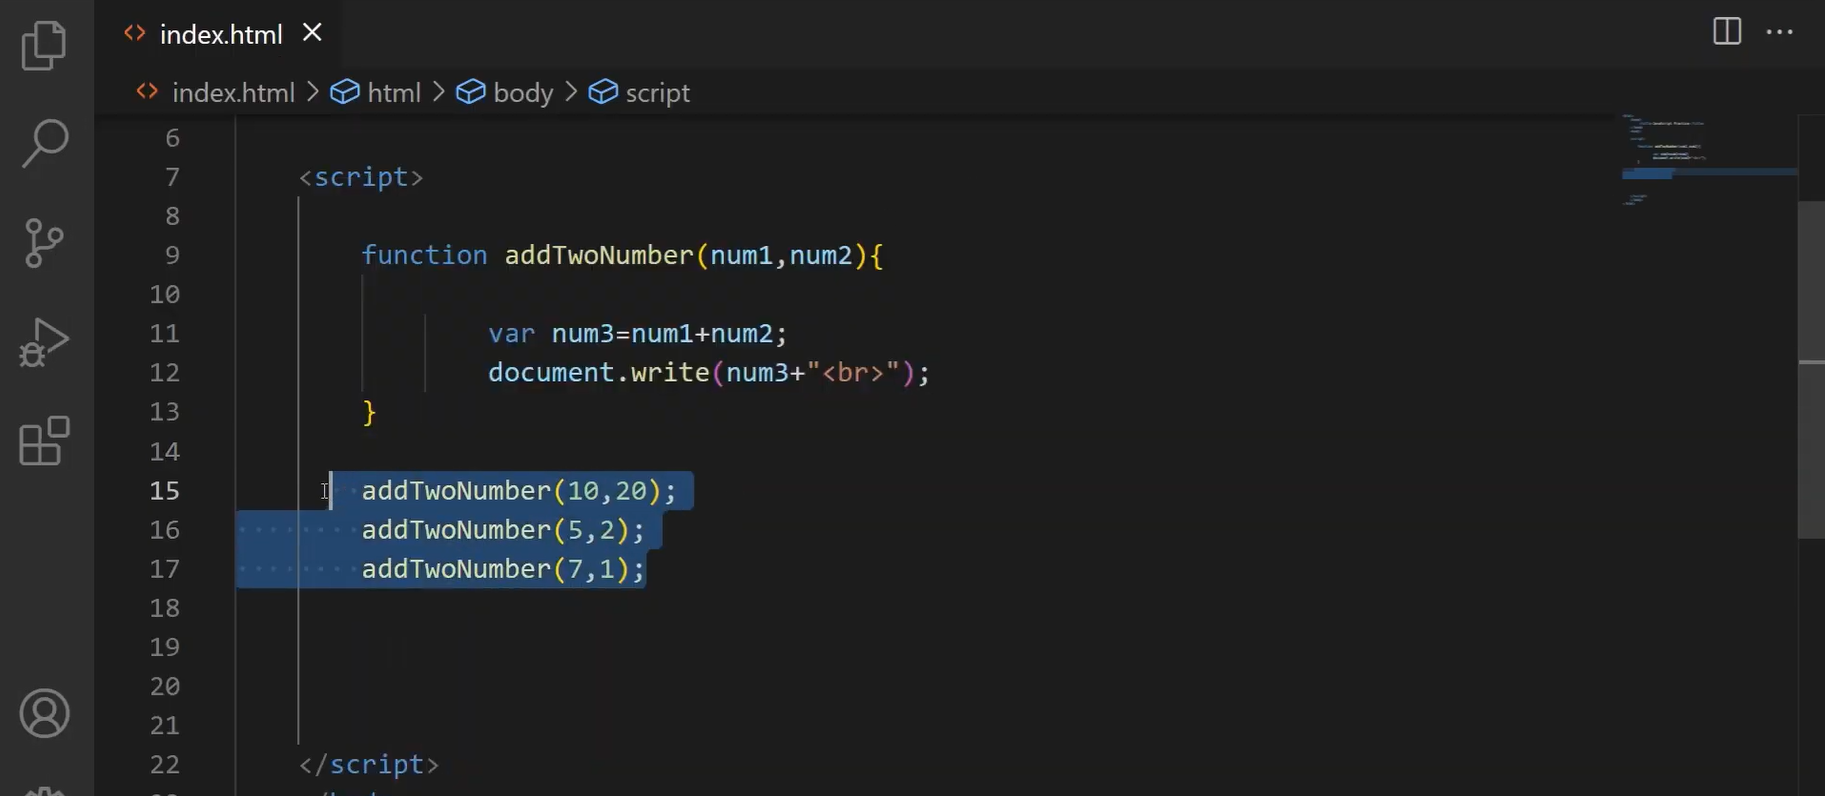 index.html
index.html > html > body > script
6
7 <script>
8
9 function addTwoNumber(num1,num2){
10
11 var num3=num1+num2;
12 document.write(num3+"<br>");
13 }
14
15 addTwoNumber(10,20);
16 addTwoNumber(5,2);
17 addTwoNumber(7,1);
18
19
20
21
22 </script>